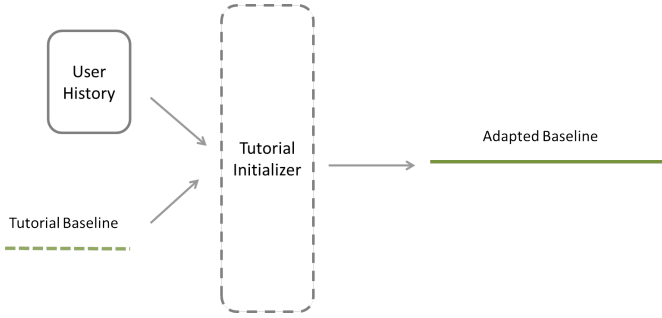 User
History
Tutorial
Initializer
Adapted Baseline
Tutorial Baseline